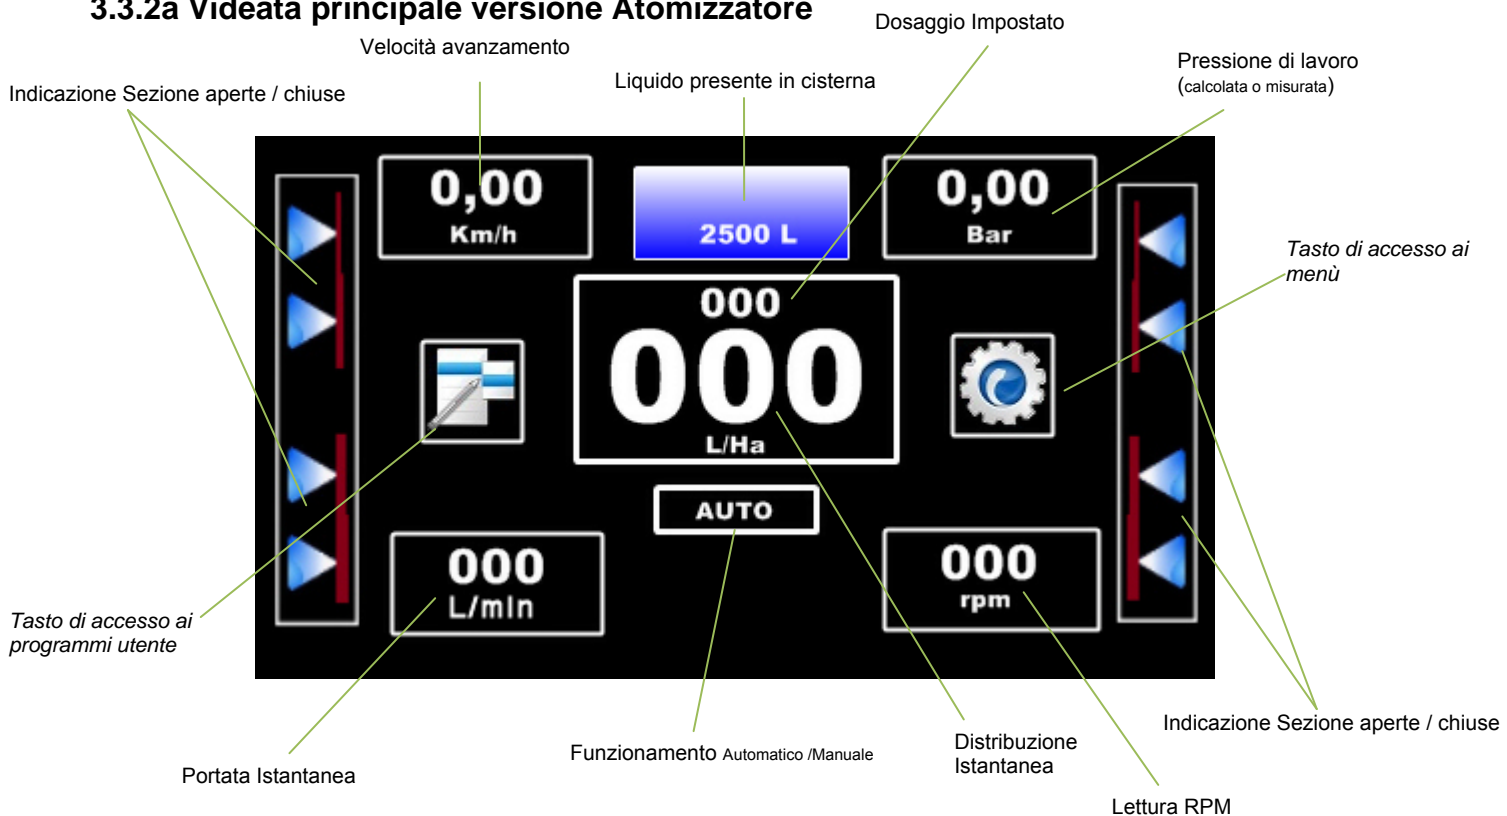 3.3.2a Videata principale versione Atomizzatore
Dosaggio Impostato
Velocità avanzamento
Pressione di lavoro
(calcolata o misurata)
Liquido presente in cisterna
Indicazione Sezione aperte / chiuse
0,00
Km/h
2500 L
0,00
Bar
Tasto di accesso ai
menù
000
000
L/Ha
AUTO
000
L/min
000
rpm
Tasto di accesso ai
programmi utente
Indicazione Sezione aperte / chiuse
Funzionamento Automatico /Manuale
Distribuzione
Istantanea
Portata Istantanea
Lettura RPM